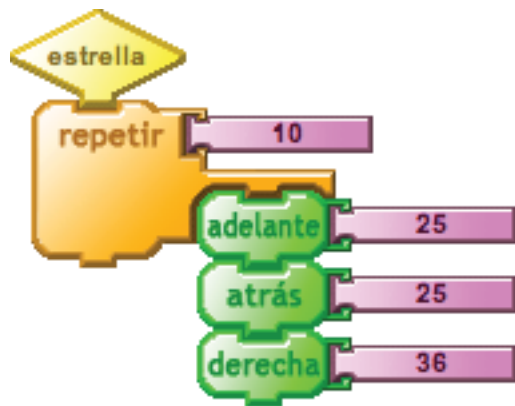 estrella
repetir 10
adelante 25
atrás 25
derecha 36